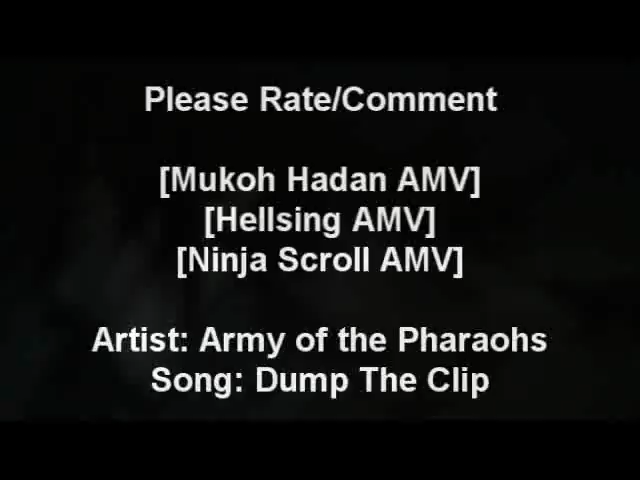 Please Rate/Comment
[Mukoh Hadan AMV]
[Hellsing AMV]
[Ninja Scroll AMV]
Artist: Army of the Pharaohs
Song: Dump The Clip